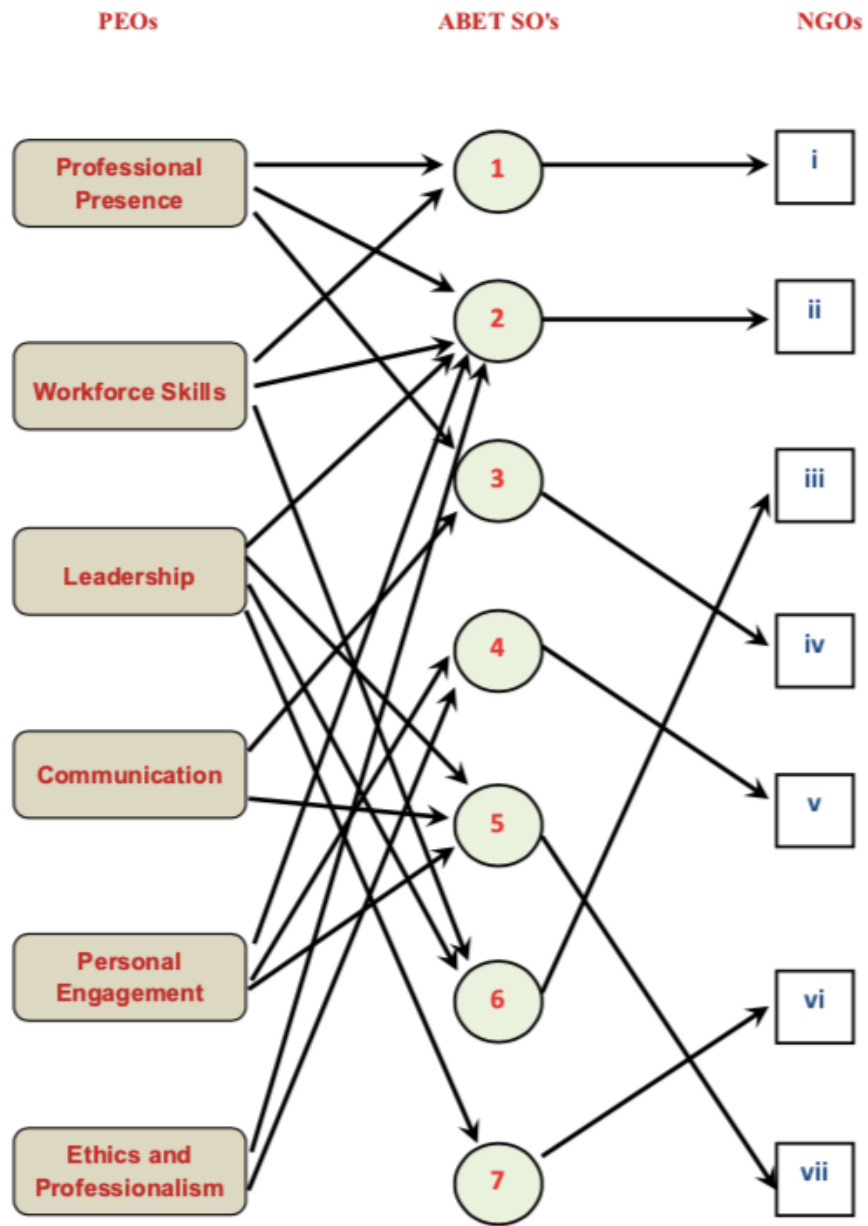 PEOs ABET SO's NGOs
Professional
Presence
1
i
2
ii
Workforce Skills
3
iii
Leadership
4
iv
Communication
5
v
Personal
Engagement
6
vi
Ethics and
Professionalism
7
vii